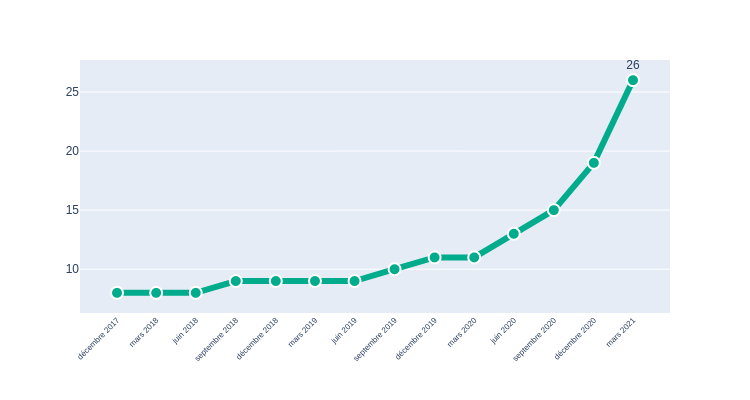 26
25
20
15
10
décembre 2017
mars 2018
juin 2018
septembre 2018
décembre 2018
mars 2019
juin 2019
septembre 2019
décembre 2019
mars 2020
juin 2020
septembre 2020
décembre 2020
mars 2021